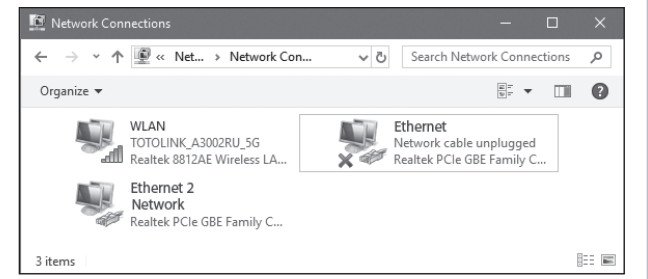 Network Connections
« Net... › Network Con...
Search Network Connections
Organize
WLAN
TOTOLINK_A3002RU_5G
Realtek 8812AE Wireless LA...
Ethernet
Network cable unplugged
Realtek PCIe GBE Family C...
Ethernet 2
Network
Realtek PCIe GBE Family C...
3 items